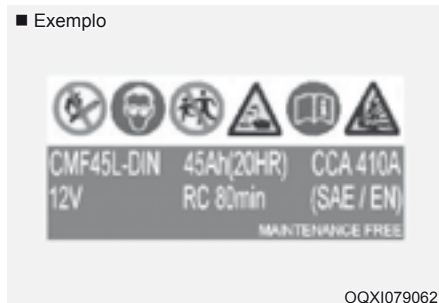 ■ Exemplo
CMF45L-DIN 45Ah(20HR) CCA 410A
12V RC 80min (SAE / EN)
MAINTENANCE FREE
OQXI079062